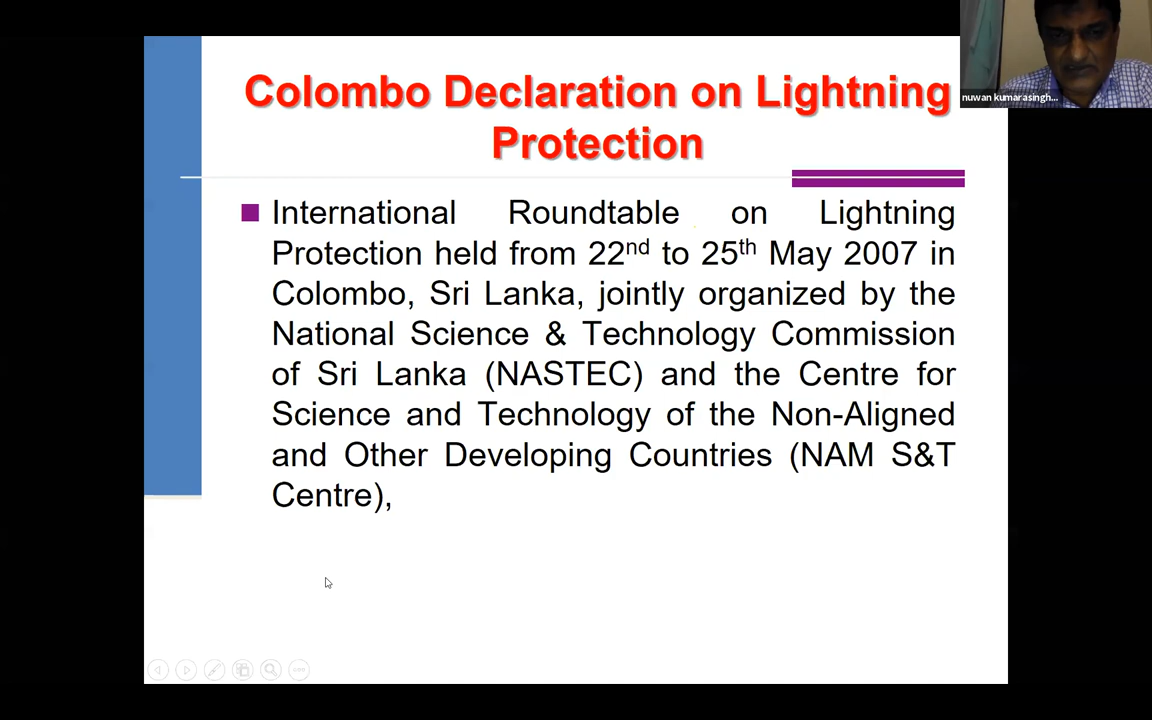 Colombo Declaration on Lightning
Protection
nuwan kumarasingh...
International Roundtable on Lightning
Protection held from 22nd to 25th May 2007 in
Colombo, Sri Lanka, jointly organized by the
National Science & Technology Commission
of Sri Lanka (NASTEC) and the Centre for
Science and Technology of the Non-Aligned
and Other Developing Countries (NAM S&T
Centre),